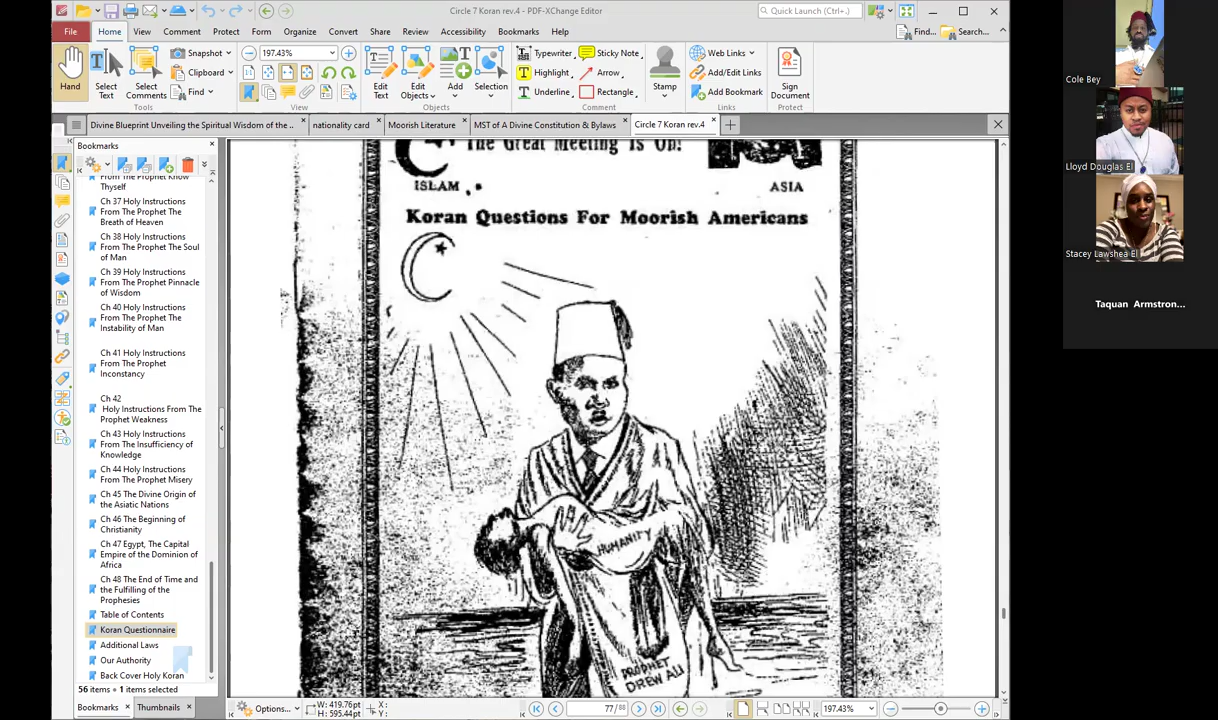 Circle 7 Koran rev.4 - PDF-XChange Editor
Quick Launch (Ctrl+.)
File
Home
View
Comment
Protect
Form
Organize
Convert
Share
Review
Accessibility
Bookmarks
Help
Find...
Search...
Hand
Select Text
Select Comments
Snapshot
Clipboard
Find
Tools
197.43%
View
Edit Text
Edit Objects
Add
Selection
Objects
Typewriter
Sticky Note
Highlight
Arrow
Underline
Rectangle
Comment
Stamp
Web Links
Add/Edit Links
Add Bookmark
Links
Sign Document
Protect
Divine Blueprint Unveiling the Spiritual Wisdom of the ..
nationality card
Moorish Literature
MST of A Divine Constitution & Bylaws
Circle 7 Koran rev.4
Bookmarks
From The Prophet Know
Thyself
Ch 37 Holy Instructions
From The Prophet The
Breath of Heaven
Ch 38 Holy Instructions
From The Prophet The Soul
of Man
Ch 39 Holy Instructions
From The Prophet Pinnacle
of Wisdom
Ch 40 Holy Instructions
From The Prophet The
Instability of Man
Ch 41 Holy Instructions
From The Prophet
Inconstancy
Ch 42
Holy Instructions From The
Prophet Weakness
Ch 43 Holy Instructions
From The Insufficiency of
Knowledge
Ch 44 Holy Instructions
From The Prophet Misery
Ch 45 The Divine Origin of
the Asiatic Nations
Ch 46 The Beginning of
Christianity
Ch 47 Egypt, The Capital
Empire of the Dominion of
Africa
Ch 48 The End of Time and
the Fulfilling of the
Prophesies
Table of Contents
Koran Questionnaire
Additional Laws
Our Authority
Back Cover Holy Koran
56 items • 1 items selected
Bookmarks
Thumbnails
The Great Meeting Is On!
ISLAM
ASIA
Koran Questions For Moorish Americans
HUMANITY
PROPHET
DREW ALI
Options...
W: 419.76pt
H: 595.44pt
X:
Y:
77/88
197.43%
Cole Bey
Lloyd Douglas El
Stacey Lawshea El
Taquan Armstron...